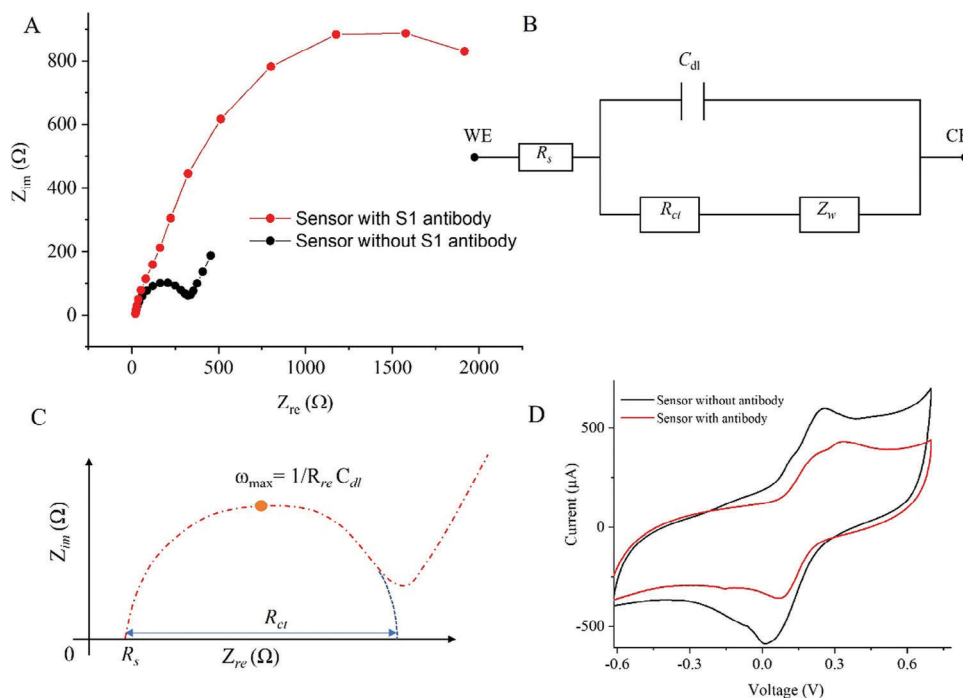 A
Z_im (Ω)
800
600
400
200
0
Sensor with S1 antibody
Sensor without S1 antibody
0 500 1000 1500 2000
Z_re (Ω)
B
C_dl
WE
R_s
R_ct
Z_w
C
Z_im (Ω)
ω_max= 1/R_re C_dl
R_ct
0 R_s Z_re (Ω)
D
Sensor without antibody
Sensor with antibody
Current (μA)
500
0
-500
-0.6 -0.3 0.0 0.3 0.6
Voltage (V)